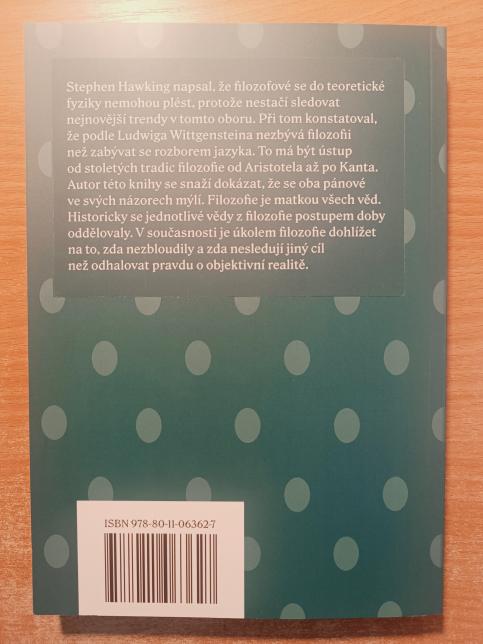 Stephen Hawking napsal, že filozofové se do teoretické
fyziky nemohou plést, protože nestačí sledovat
nejnovější trendy v tomto oboru. Při tom konstatoval,
že podle Ludwiga Wittgensteina nezbývá filozofii
než zabývat se rozborem jazyka. To má být ústup
od stoletých tradic filozofie od Aristotela až po Kanta.
Autor této knihy se snaží dokázat, že se oba pánové
ve svých názorech mýlí. Filozofie je matkou všech věd.
Historicky se jednotlivé vědy z filozofie postupem doby
oddělovaly. V současnosti je úkolem filozofie dohlížet
na to, zda nezbloudily a zda nesledují jiný cíl
než odhalovat pravdu o objektivní realitě.
ISBN 978-80-11-06362-7